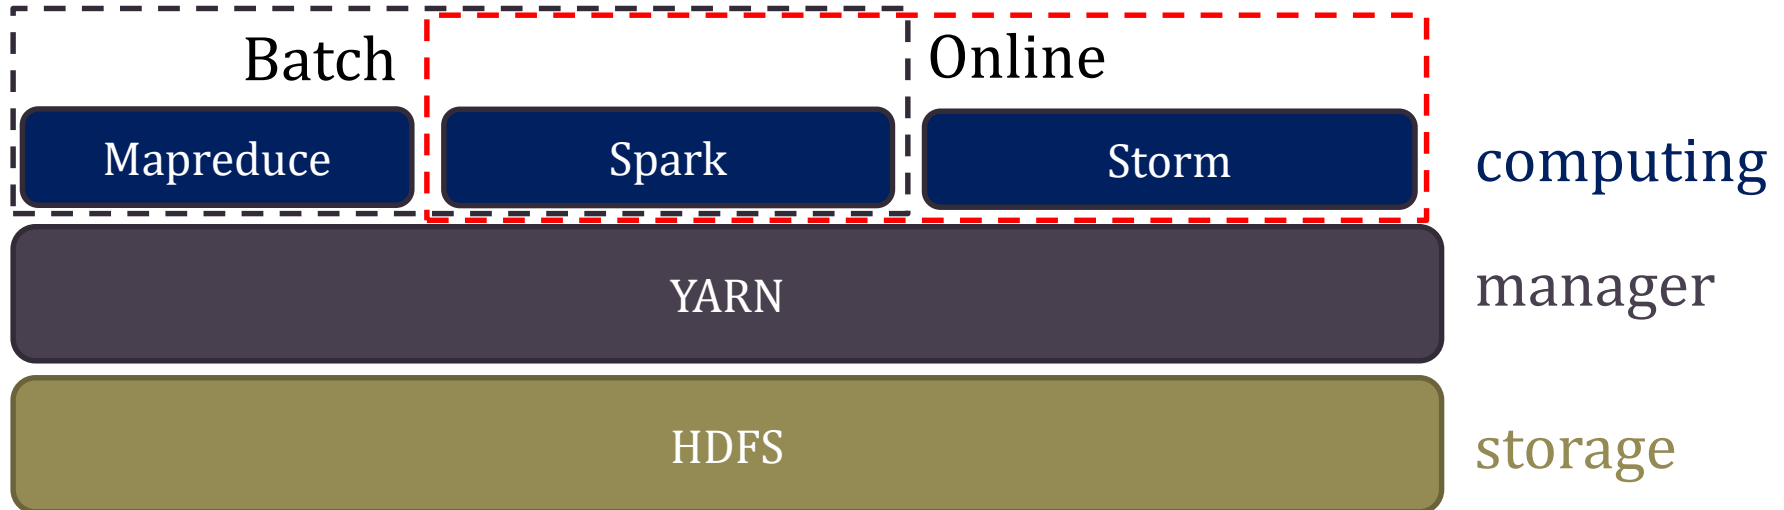 Batch
Online
Mapreduce
Spark
Storm
computing
YARN
manager
HDFS
storage